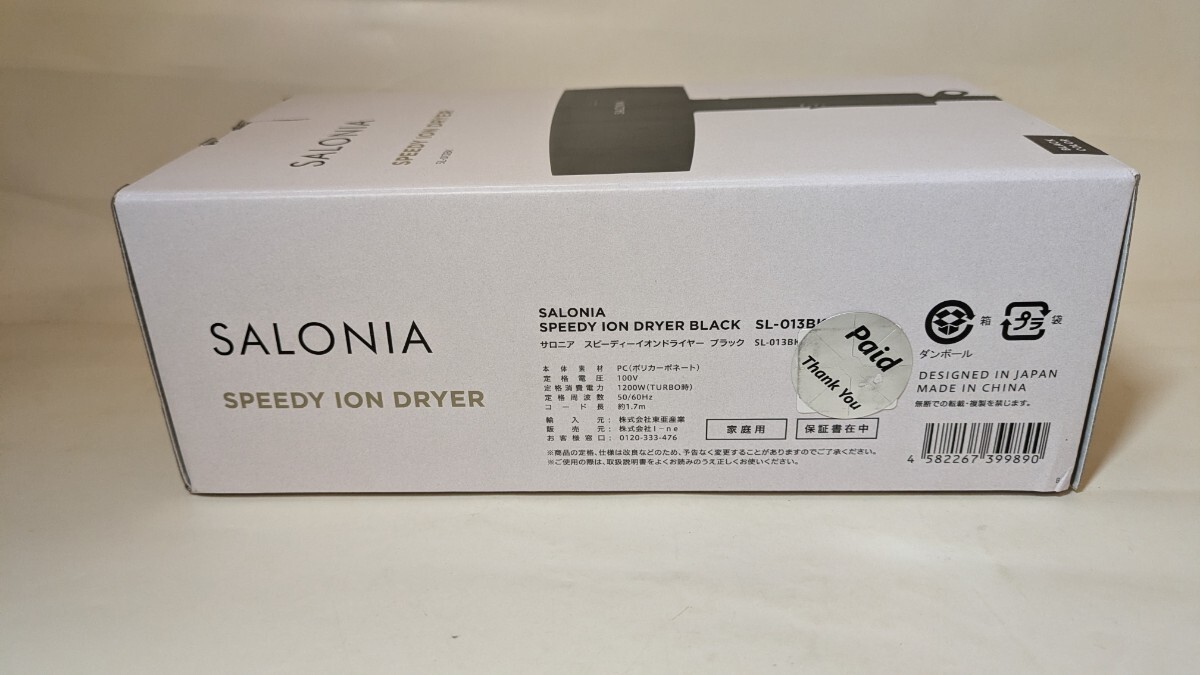 SALONIA
SPEEDY ION DRYER
SL-013BK
SALONIA
BLACK
SALONIA
SPEEDY ION DRYER
SALONIA
SPEEDY ION DRYER BLACK SL-013BK
サロニア スピーディーイオンドライヤー ブラック SL-013BK
本体素材 PC(ポリカーボネート)
定格電圧: 100V
定格消費電力: 1200W(TURBO時)
定格周波数: 50/60Hz
コード長: 約1.7m
輸入元: 株式会社東亜産業
販売元: 株式会社I-ne
お客様窓口: 0120-333-476
家庭用
保証書在中
※商品の定格、仕様は改良などのため、予告なく変更することがありますのでご了承ください。
※ご使用の際は、取扱説明書をよくお読みのうえ正しくお使いください。
Paid
Thank You
箱
プラ
袋
ダンボール
DESIGNED IN JAPAN
MADE IN CHINA
無断での転載・複製を禁じます。
4 582267 399890